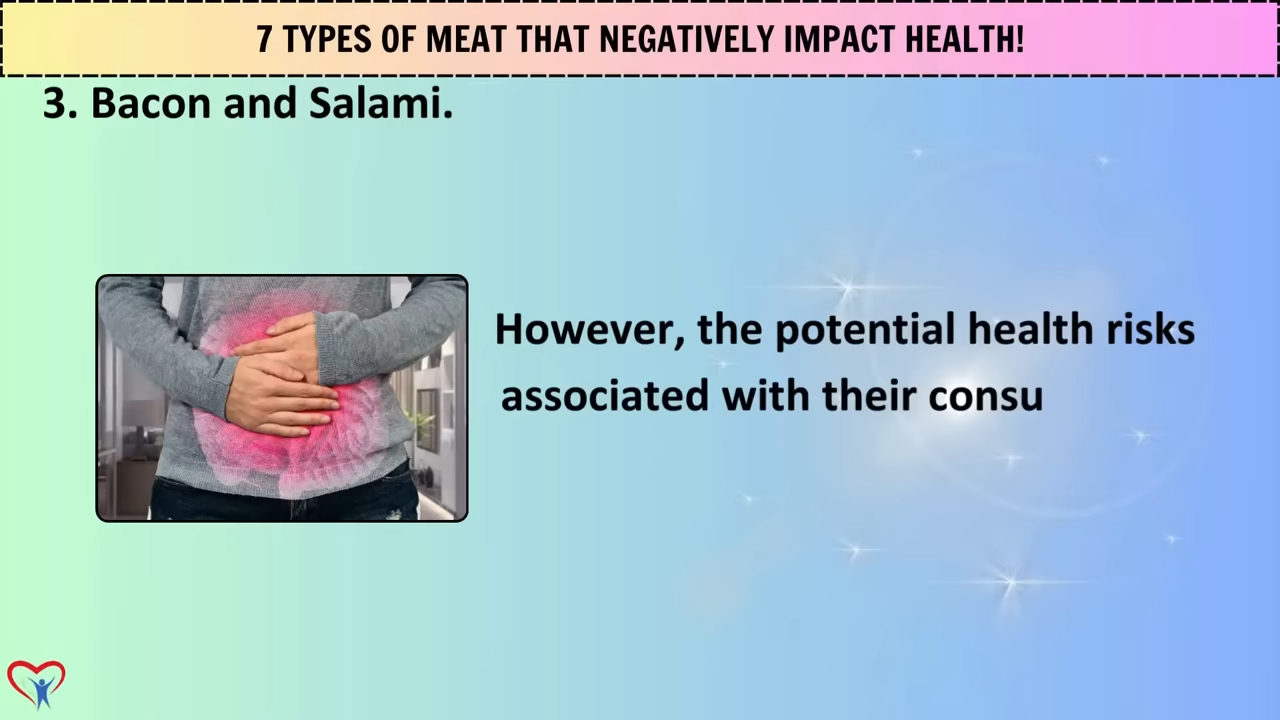 7 TYPES OF MEAT THAT NEGATIVELY IMPACT HEALTH!
3. Bacon and Salami.
However, the potential health risks
associated with their consu